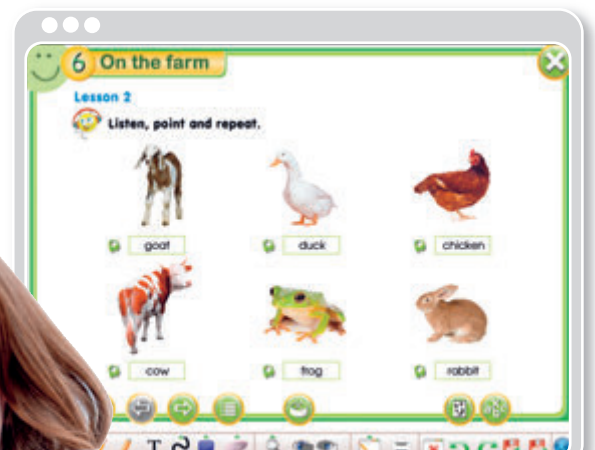 6 On the farm
Lesson 2
Listen, point and repeat.
goat duck chicken
cow frog rabbit
T